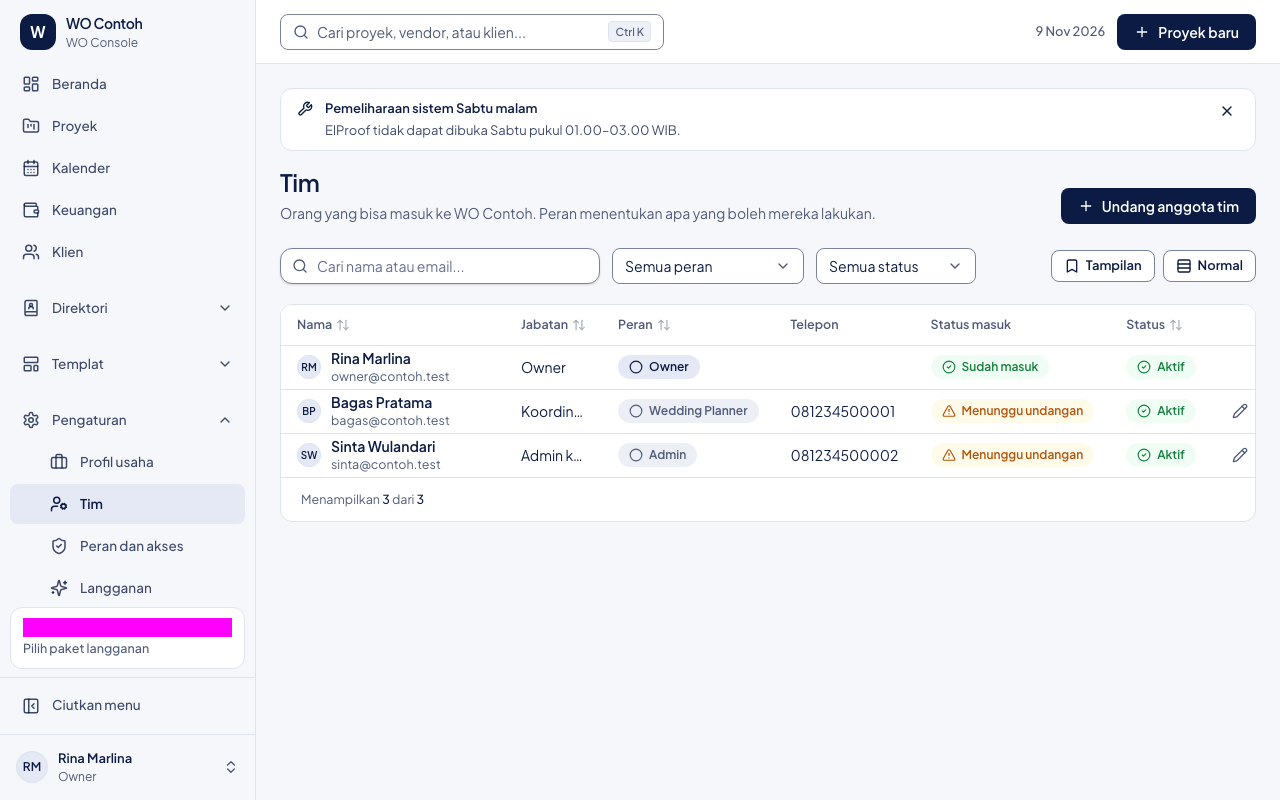 W
WO Contoh
WO Console
Beranda
Proyek
Kalender
Keuangan
Klien
Direktori
Templat
Pengaturan
Profil usaha
Tim
Peran dan akses
Langganan
Pilih paket langganan
Ciutkan menu
RM
Rina Marlina
Owner
Cari proyek, vendor, atau klien...
Ctrl K
9 Nov 2026
Proyek baru
Pemeliharaan sistem Sabtu malam
ElProof tidak dapat dibuka Sabtu pukul 01.00–03.00 WIB.
Tim
Orang yang bisa masuk ke WO Contoh. Peran menentukan apa yang boleh mereka lakukan.
Undang anggota tim
Cari nama atau email...
Semua peran
Semua status
Tampilan
Normal
Nama Jabatan Peran Telepon Status masuk Status
RM Rina Marlina Owner Owner Sudah masuk Aktif
owner@contoh.test
BP Bagas Pratama Koordin... Wedding Planner 081234500001 Menunggu undangan Aktif
bagas@contoh.test
SW Sinta Wulandari Admin k... Admin 081234500002 Menunggu undangan Aktif
sinta@contoh.test
Menampilkan 3 dari 3